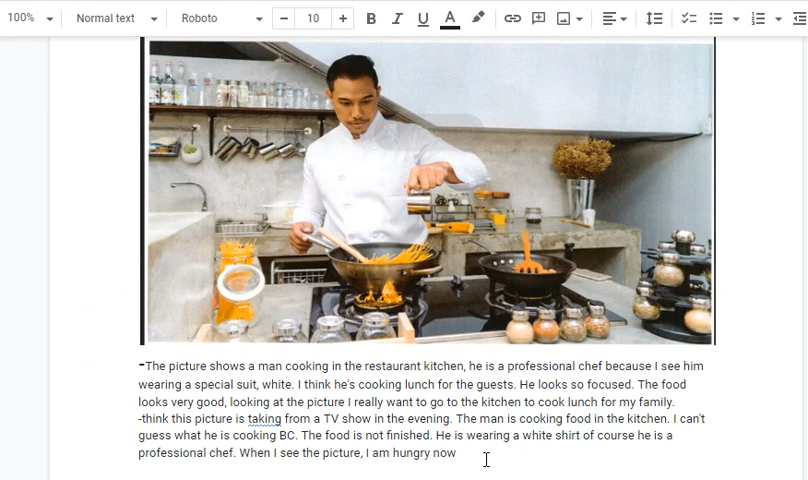 100% Normal text Roboto − 10 + B I U A
-The picture shows a man cooking in the restaurant kitchen, he is a professional chef because I see him
wearing a special suit, white. I think he's cooking lunch for the guests. He looks so focused. The food
looks very good, looking at the picture I really want to go to the kitchen to cook lunch for my family.
-think this picture is taking from a TV show in the evening. The man is cooking food in the kitchen. I can't
guess what he is cooking BC. The food is not finished. He is wearing a white shirt of course he is a
professional chef. When I see the picture, I am hungry now